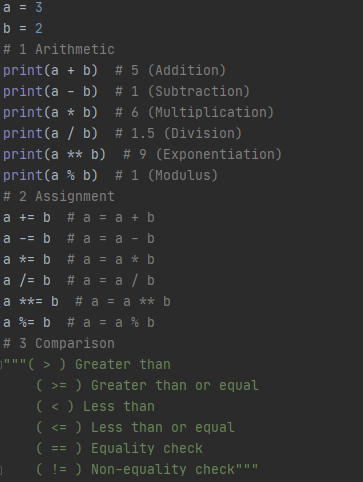 a = 3
b = 2
# 1 Arithmetic
print(a + b)  # 5 (Addition)
print(a - b)  # 1 (Subtraction)
print(a * b)  # 6 (Multiplication)
print(a / b)  # 1.5 (Division)
print(a ** b)  # 9 (Exponentiation)
print(a % b)  # 1 (Modulus)
# 2 Assignment
a += b  # a = a + b
a -= b  # a = a - b
a *= b  # a = a * b
a /= b  # a = a / b
a **= b  # a = a ** b
a %= b  # a = a % b
# 3 Comparison
"""( > ) Greater than
    ( >= ) Greater than or equal
    ( < ) Less than
    ( <= ) Less than or equal
    ( == ) Equality check
    ( != ) Non-equality check"""